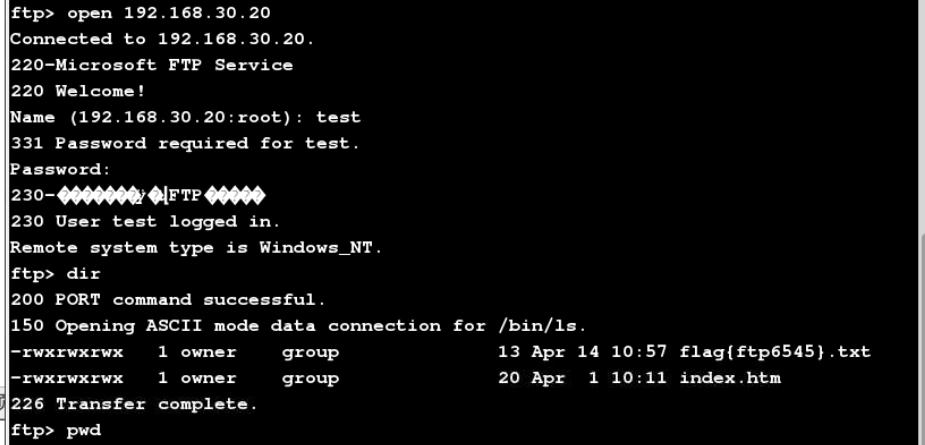 ftp> open 192.168.30.20
Connected to 192.168.30.20.
220-Microsoft FTP Service
220 Welcome!
Name (192.168.30.20:root): test
331 Password required for test.
Password:
230-�������ÿ�FTP�����
230 User test logged in.
Remote system type is Windows_NT.
ftp> dir
200 PORT command successful.
150 Opening ASCII mode data connection for /bin/ls.
-rwxrwxrwx   1 owner    group              13 Apr 14 10:57 flag{ftp6545}.txt
-rwxrwxrwx   1 owner    group              20 Apr  1 10:11 index.htm
226 Transfer complete.
ftp> pwd